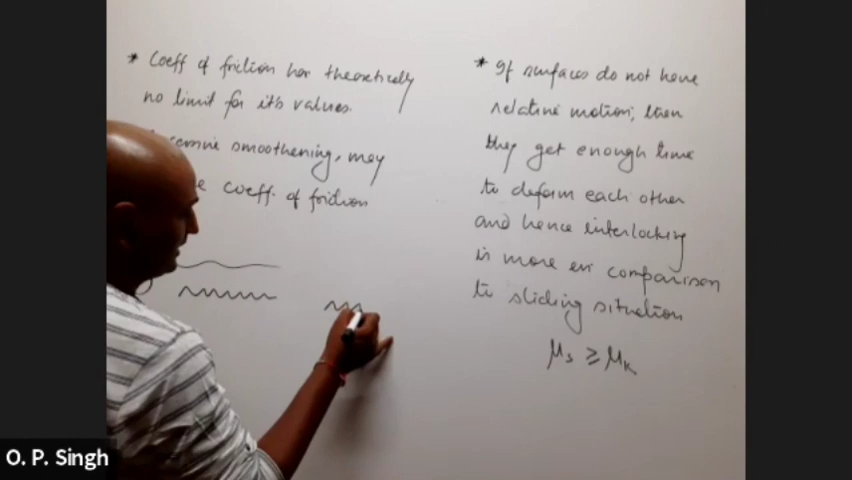 * Coeff of friction has theoretically
no limit for it's values.
smoothening, may
coeff. of friction
* If surfaces do not have
relative motion, then
they get enough time
to deform each other
and hence interlocking
is more in comparison
to sliding situation
μs ≥ μk
O. P. Singh